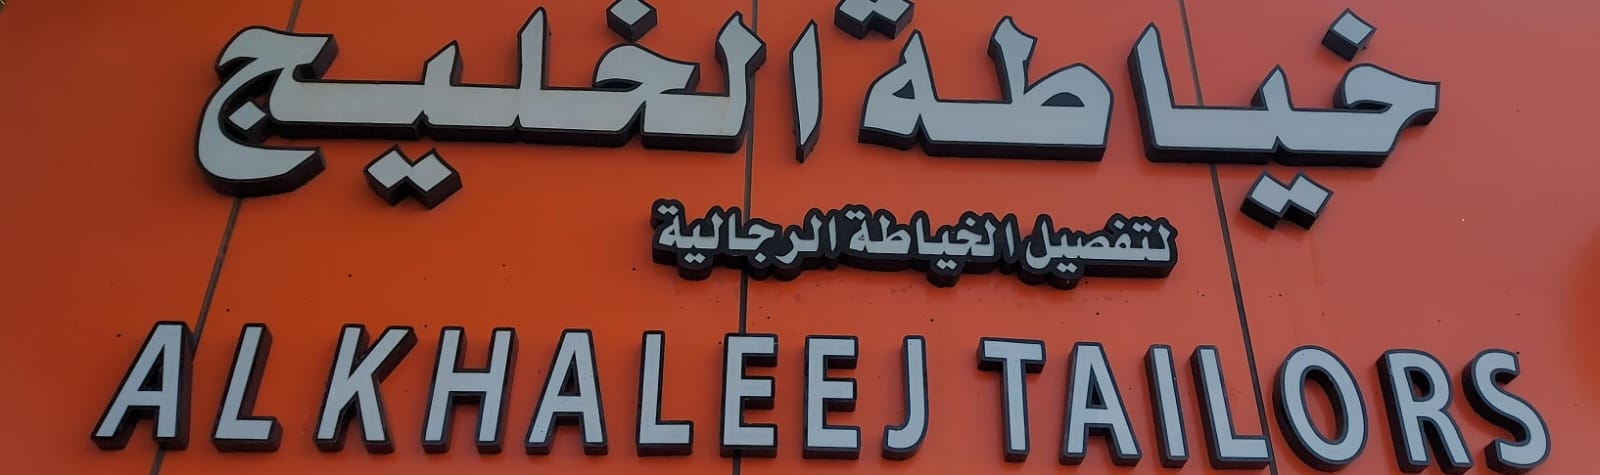 خياطة الخليج
لتفصيل الخياطة الرجالية
AL KHALEEJ TAILORS